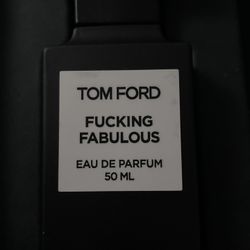 TOM FORD
FUCKING
FABULOUS
EAU DE PARFUM
50 ML